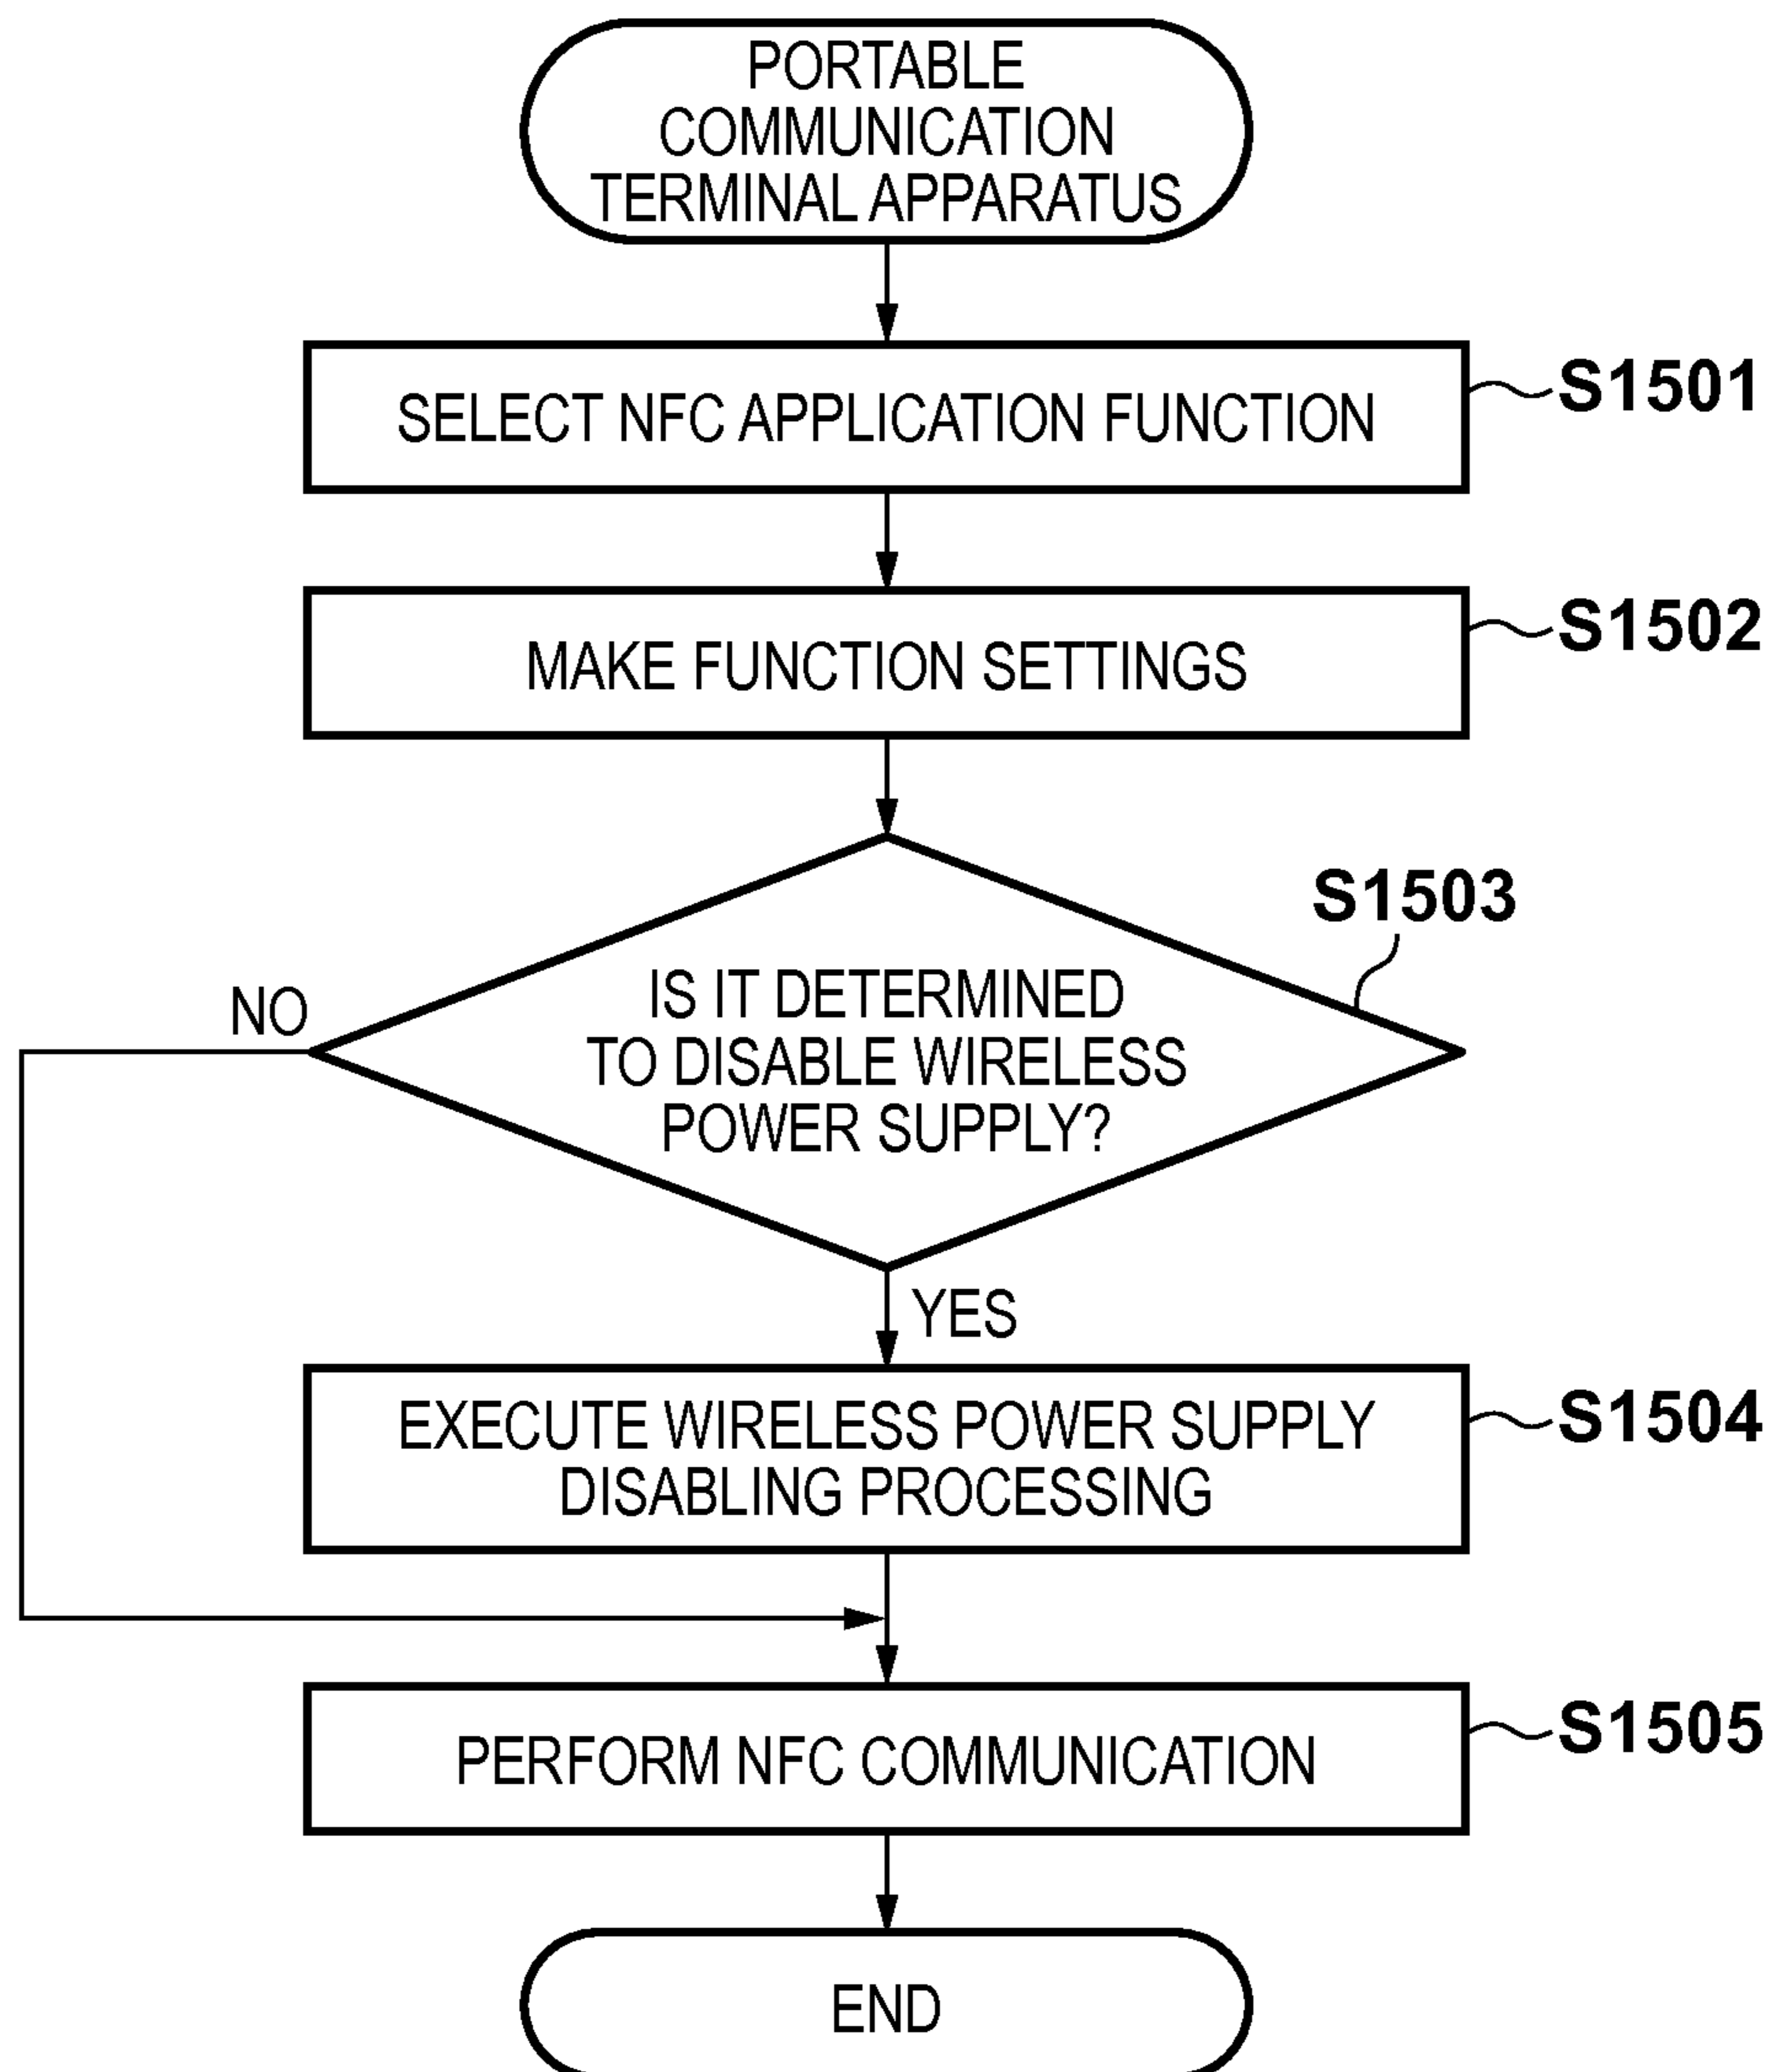 PORTABLE
COMMUNICATION
TERMINAL APPARATUS
SELECT NFC APPLICATION FUNCTION
S1501
MAKE FUNCTION SETTINGS
S1502
S1503
IS IT DETERMINED
TO DISABLE WIRELESS
POWER SUPPLY?
NO
YES
EXECUTE WIRELESS POWER SUPPLY
DISABLING PROCESSING
S1504
PERFORM NFC COMMUNICATION
S1505
END